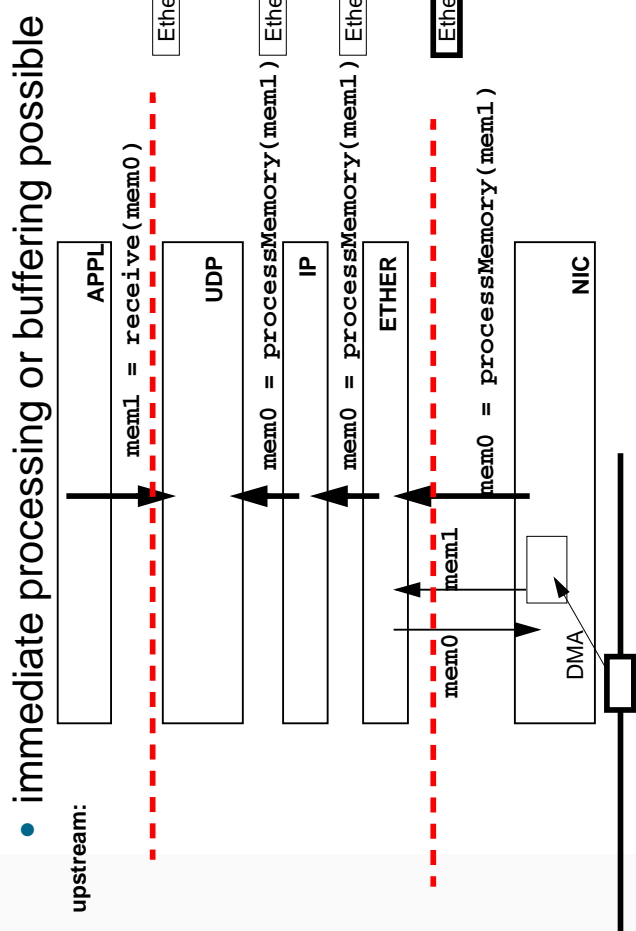 • immediate processing or buffering possible
upstream:
APPL
mem1 = receive(mem0)
Ethe
UDP
mem0 = processMemory(mem1)
Ethe
IP
mem0 = processMemory(mem1)
Ethe
ETHER
mem0
mem1
Ethe
mem0 = processMemory(mem1)
NIC
DMA